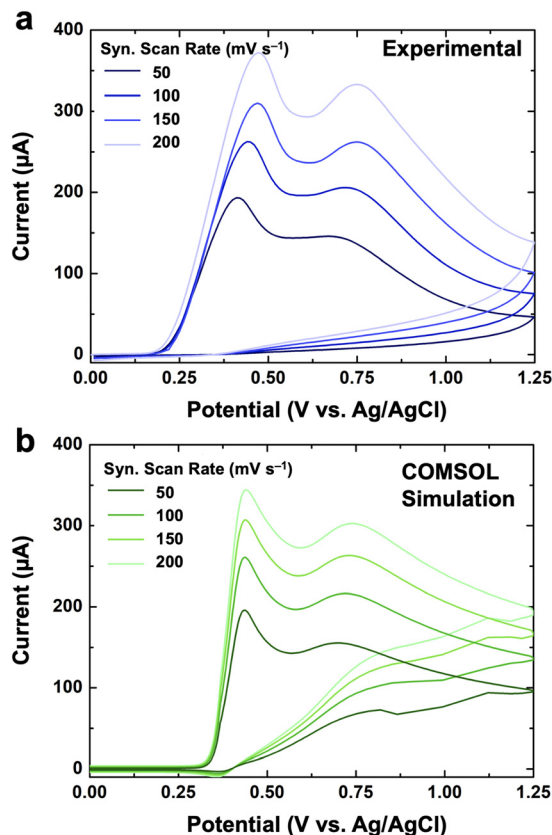 a
Syn. Scan Rate (mV s⁻¹)
50
100
150
200
Experimental
Current (µA)
400
300
200
100
0
0.00 0.25 0.50 0.75 1.00 1.25
Potential (V vs. Ag/AgCl)
b
Syn. Scan Rate (mV s⁻¹)
50
100
150
200
COMSOL
Simulation
Current (µA)
400
300
200
100
0
0.00 0.25 0.50 0.75 1.00 1.25
Potential (V vs. Ag/AgCl)